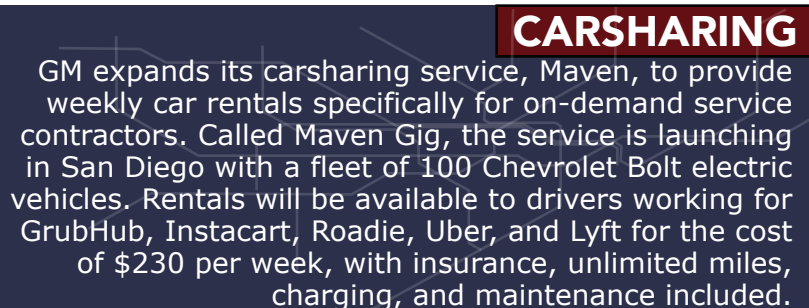 CARSHARING
GM expands its carsharing service, Maven, to provide
weekly car rentals specifically for on-demand service
contractors. Called Maven Gig, the service is launching
in San Diego with a fleet of 100 Chevrolet Bolt electric
vehicles. Rentals will be available to drivers working for
GrubHub, Instacart, Roadie, Uber, and Lyft for the cost
of $230 per week, with insurance, unlimited miles,
charging, and maintenance included.